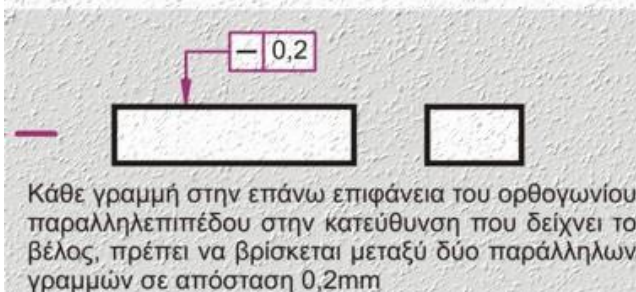 — 0,2
Κάθε γραμμή στην επάνω επιφάνεια του ορθογωνίου
παραλληλεπιπέδου στην κατεύθυνση που δείχνει το
βέλος, πρέπει να βρίσκεται μεταξύ δύο παράλληλων
γραμμών σε απόσταση 0,2mm